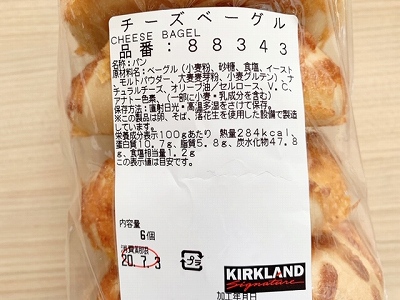 チーズベーグル
CHEESE BAGEL
品番:88343
名称:パン
原材料名:ベーグル(小麦粉、砂糖、食塩、イースト、
モルトパウダー、大麦麦芽粉、小麦グルテン)、ナ
チュラルチーズ、オリーブ油/セルロース、V.C、
アナトー色素、(一部に小麦・乳成分を含む)
保存方法:直射日光・高温多湿をさけて保存。
※この製品は卵、そば、落花生を使用した設備で製造
しています。
栄養成分表示100gあたり 熱量284kcal、
蛋白質10.7g、脂質5.8g、炭水化物47.8
g、食塩相当量1.2g
この表示値は目安です。
内容量
6個
消費期限
20.7.3
プラ
KIRKLAND
Signature
加工年月日